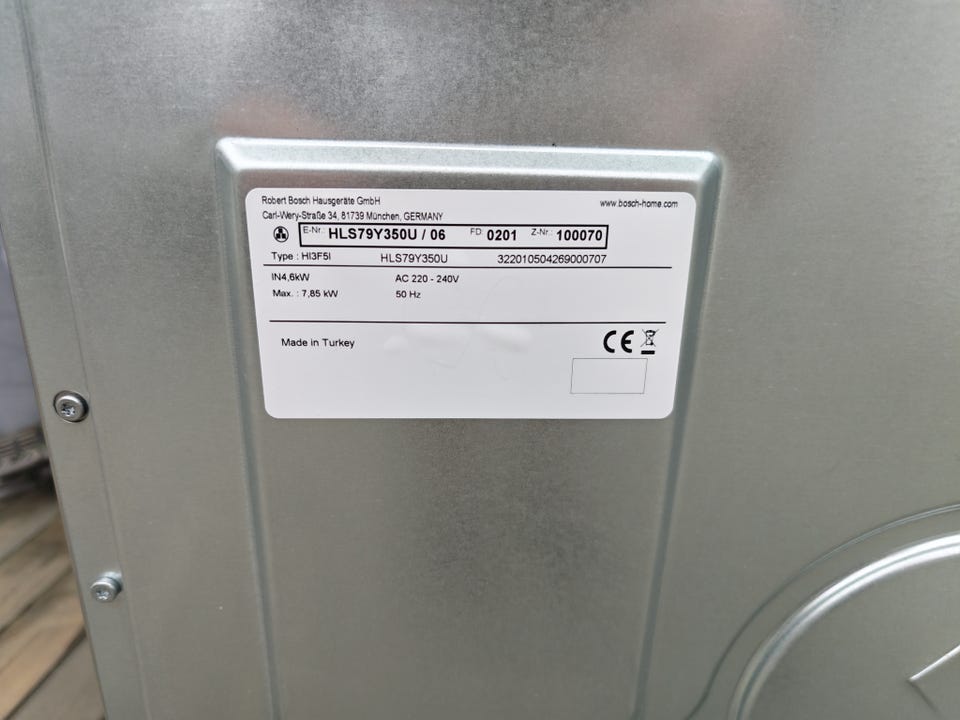 Robert Bosch Hausgeräte GmbH www.bosch-home.com
Carl-Wery-Straße 34, 81739 München, GERMANY
E-Nr.: HLS79Y350U / 06 FD: 0201 Z-Nr.: 100070
Type : HI3F5I HLS79Y350U 322010504269000707
IN4,6kW AC 220 - 240V
Max. : 7,85 kW 50 Hz
Made in Turkey CE